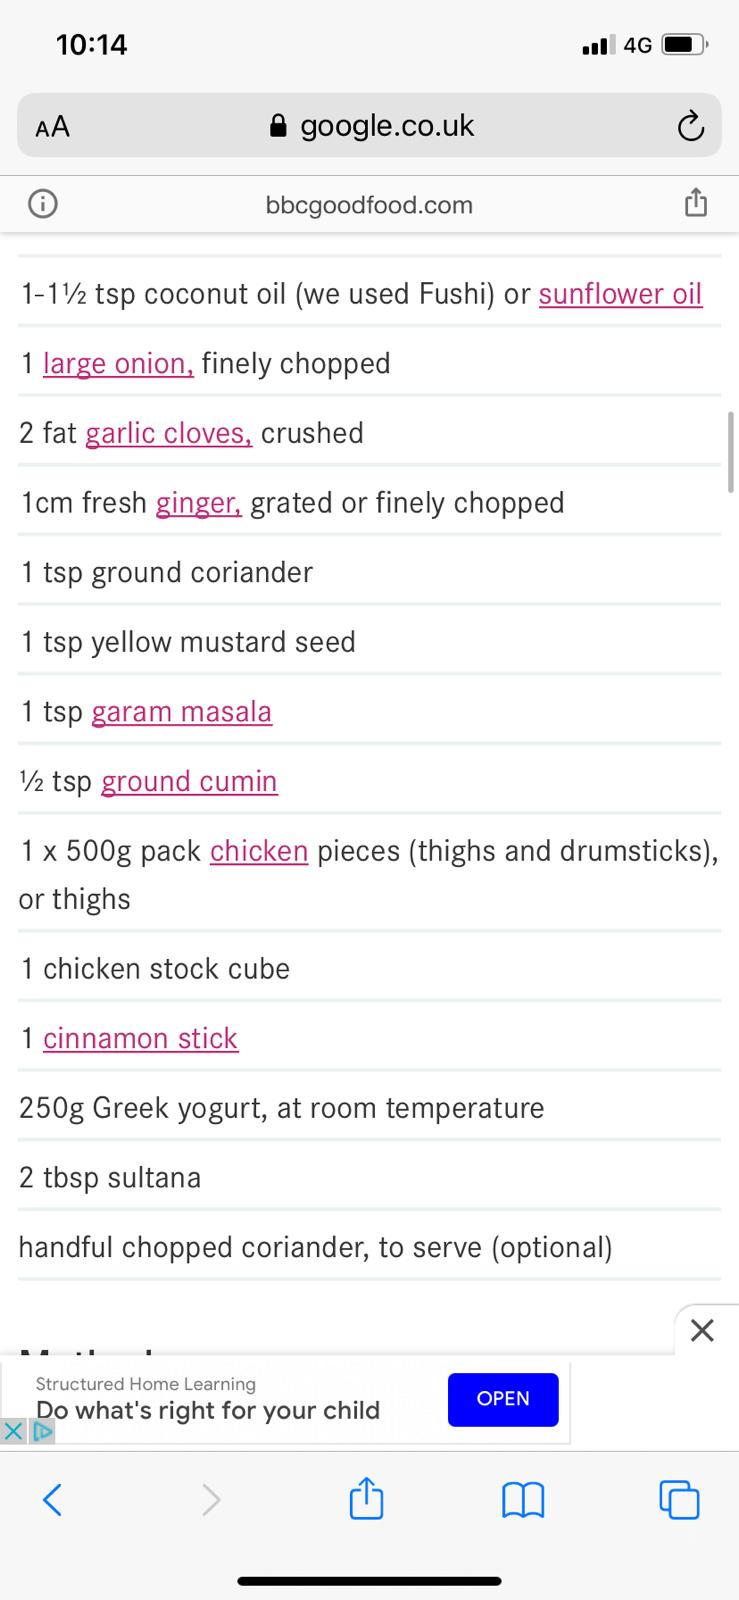 10:14
4G
AA
google.co.uk
bbcgoodfood.com
1-1½ tsp coconut oil (we used Fushi) or sunflower oil
1 large onion, finely chopped
2 fat garlic cloves, crushed
1cm fresh ginger, grated or finely chopped
1 tsp ground coriander
1 tsp yellow mustard seed
1 tsp garam masala
½ tsp ground cumin
1 x 500g pack chicken pieces (thighs and drumsticks),
or thighs
1 chicken stock cube
1 cinnamon stick
250g Greek yogurt, at room temperature
2 tbsp sultana
handful chopped coriander, to serve (optional)
Structured Home Learning
Do what's right for your child
OPEN